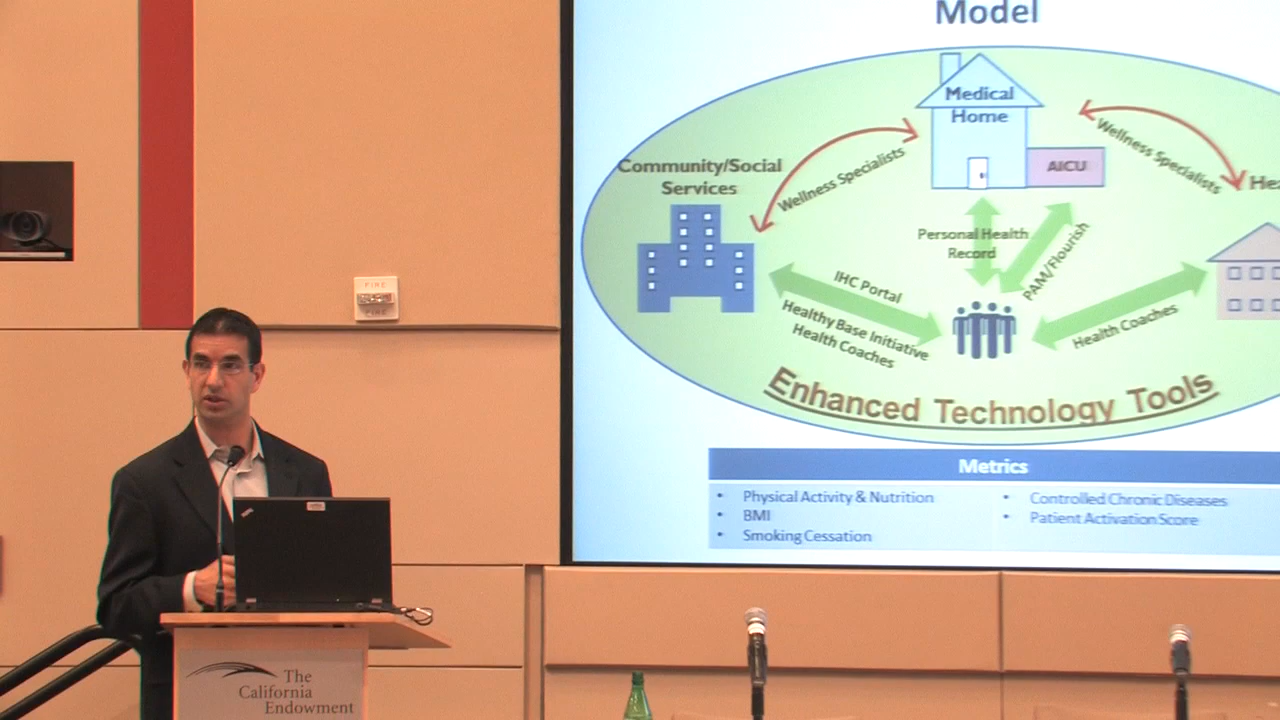 Model
Medical
Home
AICU
Community/Social
Services
Wellness Specialists
Wellness Specialists
Personal Health
Record
PAM/Flourish
IHC Portal
Healthy Base Initiative
Health Coaches
Health Coaches
Enhanced Technology Tools
Metrics
• Physical Activity & Nutrition
• BMI
• Smoking Cessation
• Controlled Chronic Diseases
• Patient Activation Score
FIRE
The
California
Endowment